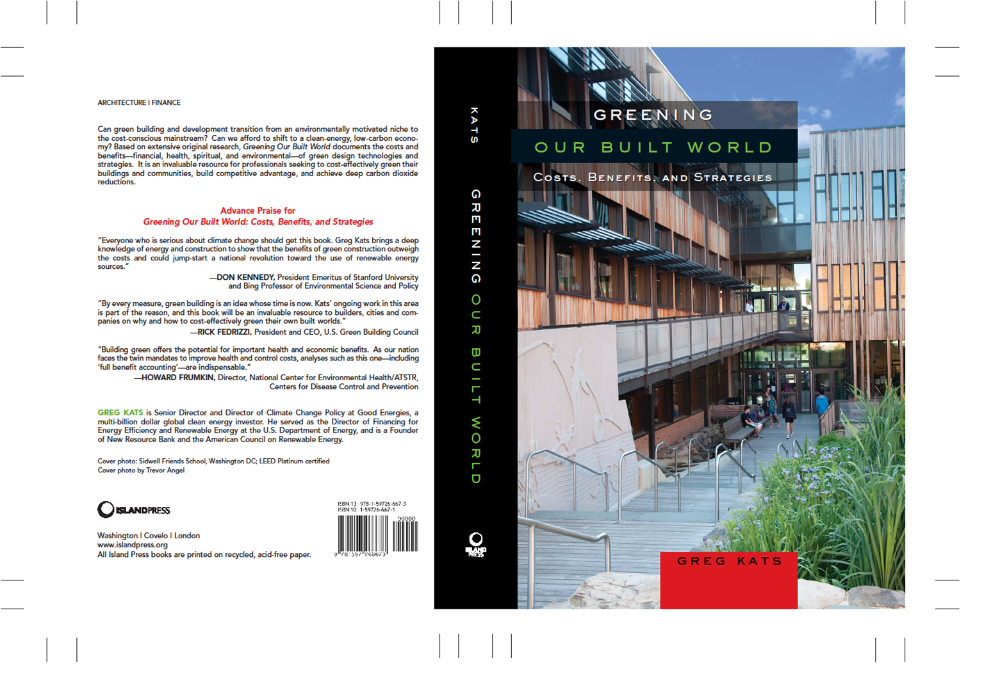 ARCHITECTURE | FINANCE
Can green building and development transition from an environmentally motivated niche to
the cost-conscious mainstream?  Can we afford to shift to a clean-energy, low-carbon econo-
my? Based on extensive original research, Greening Our Built World documents the costs and
benefits—financial, health, spiritual, and environmental—of green design technologies and
strategies.  It is an invaluable resource for professionals seeking to cost-effectively green their
buildings and communities, build competitive advantage, and achieve deep carbon dioxide
reductions.
Advance Praise for
Greening Our Built World: Costs, Benefits, and Strategies
“Everyone who is serious about climate change should get this book. Greg Kats brings a deep
knowledge of energy and construction to show that the benefits of green construction outweigh
the costs and could jump-start a national revolution toward the use of renewable energy
sources.”
—DON KENNEDY, President Emeritus of Stanford University
and Bing Professor of Environmental Science and Policy
“By every measure, green building is an idea whose time is now. Kats’ ongoing work in this area
is part of the reason, and this book will be an invaluable resource to builders, cities and com-
panies on why and how to cost-effectively green their own built worlds.”
—RICK FEDRIZZI, President and CEO, U.S. Green Building Council
“Building green offers the potential for important health and economic benefits.  As our nation
faces the twin mandates to improve health and control costs, analyses such as this one—including
‘full benefit accounting’—are indispensable.”
—HOWARD FRUMKIN, Director, National Center for Environmental Health/ATSTR,
Centers for Disease Control and Prevention
GREG KATS is Senior Director and Director of Climate Change Policy at Good Energies, a
multi-billion dollar global clean energy investor. He served as the Director of Financing for
Energy Efficiency and Renewable Energy at the U.S. Department of Energy, and is a Founder
of New Resource Bank and the American Council on Renewable Energy.
Cover photo: Sidwell Friends School, Washington DC; LEED Platinum certified
Cover photo by Trevor Angel
ISLANDPRESS
Washington | Covelo | London
www.islandpress.org
All Island Press books are printed on recycled, acid-free paper.
ISBN 13: 978-1-59726-667-3
ISBN 10: 1-59726-667-1
90000
9 781597 266673
KATS
GREENING OUR BUILT WORLD
ISLAND
PRESS
GREENING
OUR BUILT WORLD
COSTS, BENEFITS, AND STRATEGIES
GREG KATS